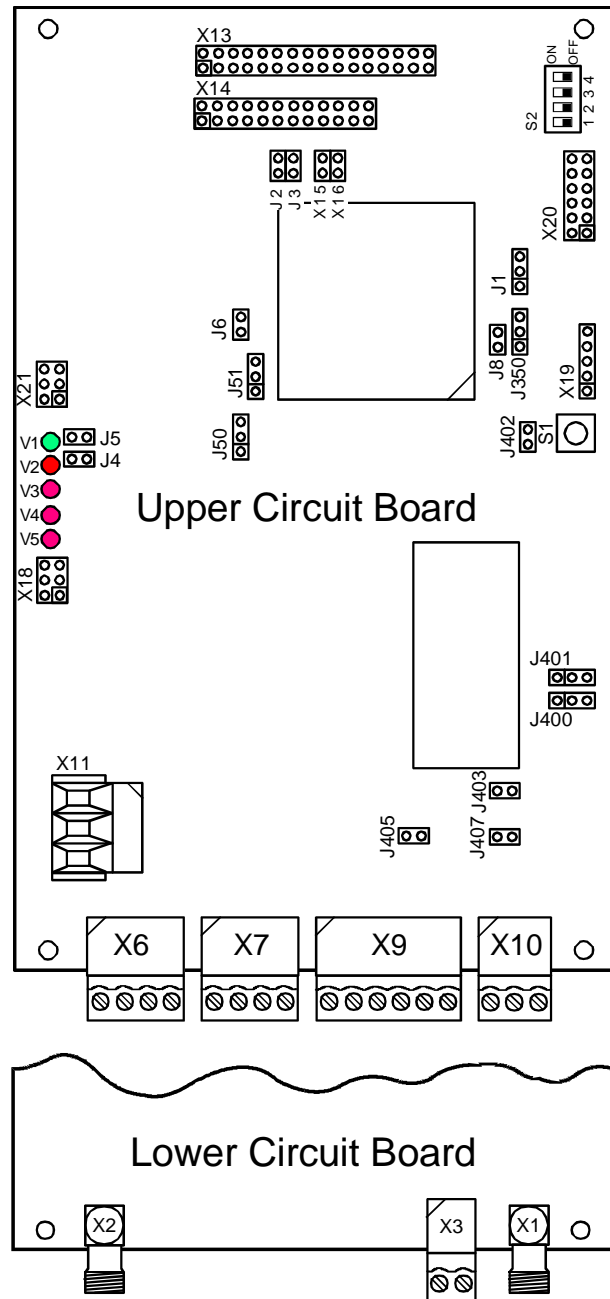 X13
X14
ON
OFF
S2
1 2 3 4
J2
J3
X15
X16
X20
J1
J6
J8
J350
X19
J51
X21
J50
J402
S1
V1
J5
V2
J4
V3
V4
V5
Upper Circuit Board
X18
J401
J400
X11
J403
J405
J407
X6
X7
X9
X10
Lower Circuit Board
X2
X3
X1